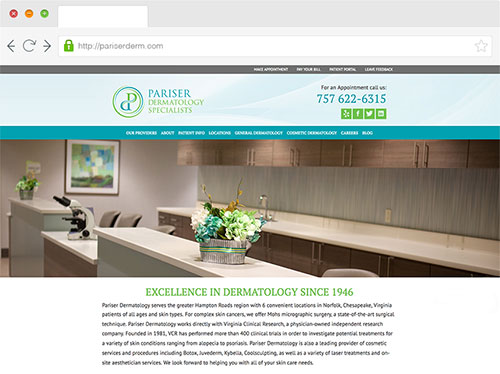 http://pariserderm.com
MAKE APPOINTMENT PAY YOUR BILL PATIENT PORTAL LEAVE FEEDBACK
PARISER
DERMATOLOGY
SPECIALISTS
For an Appointment call us:
757 622-6315
OUR PROVIDERS ABOUT PATIENT INFO LOCATIONS GENERAL DERMATOLOGY COSMETIC DERMATOLOGY CAREERS BLOG
EXCELLENCE IN DERMATOLOGY SINCE 1946
Pariser Dermatology serves the greater Hampton Roads region with 6 convenient locations in Norfolk, Chesapeake, Virginia
patients of all ages and skin types. For complex skin cancers, we offer Mohs micrographic surgery, a state-of-the-art surgical
technique; Pariser Dermatology works directly with Virginia Clinical Research, a physician-owned independent research
company. Founded in 1981, VCR has performed more than 400 clinical trials in order to investigate potential treatments for
a variety of skin conditions ranging from alopecia to psoriasis. Pariser Dermatology is also a leading provider of cosmetic
services and procedures including Botox, Juvederm, Kybella, Coolsculpting, as well as a variety of laser treatments and on-
site aesthetician services. We look forward to helping you with all of your skin care needs.